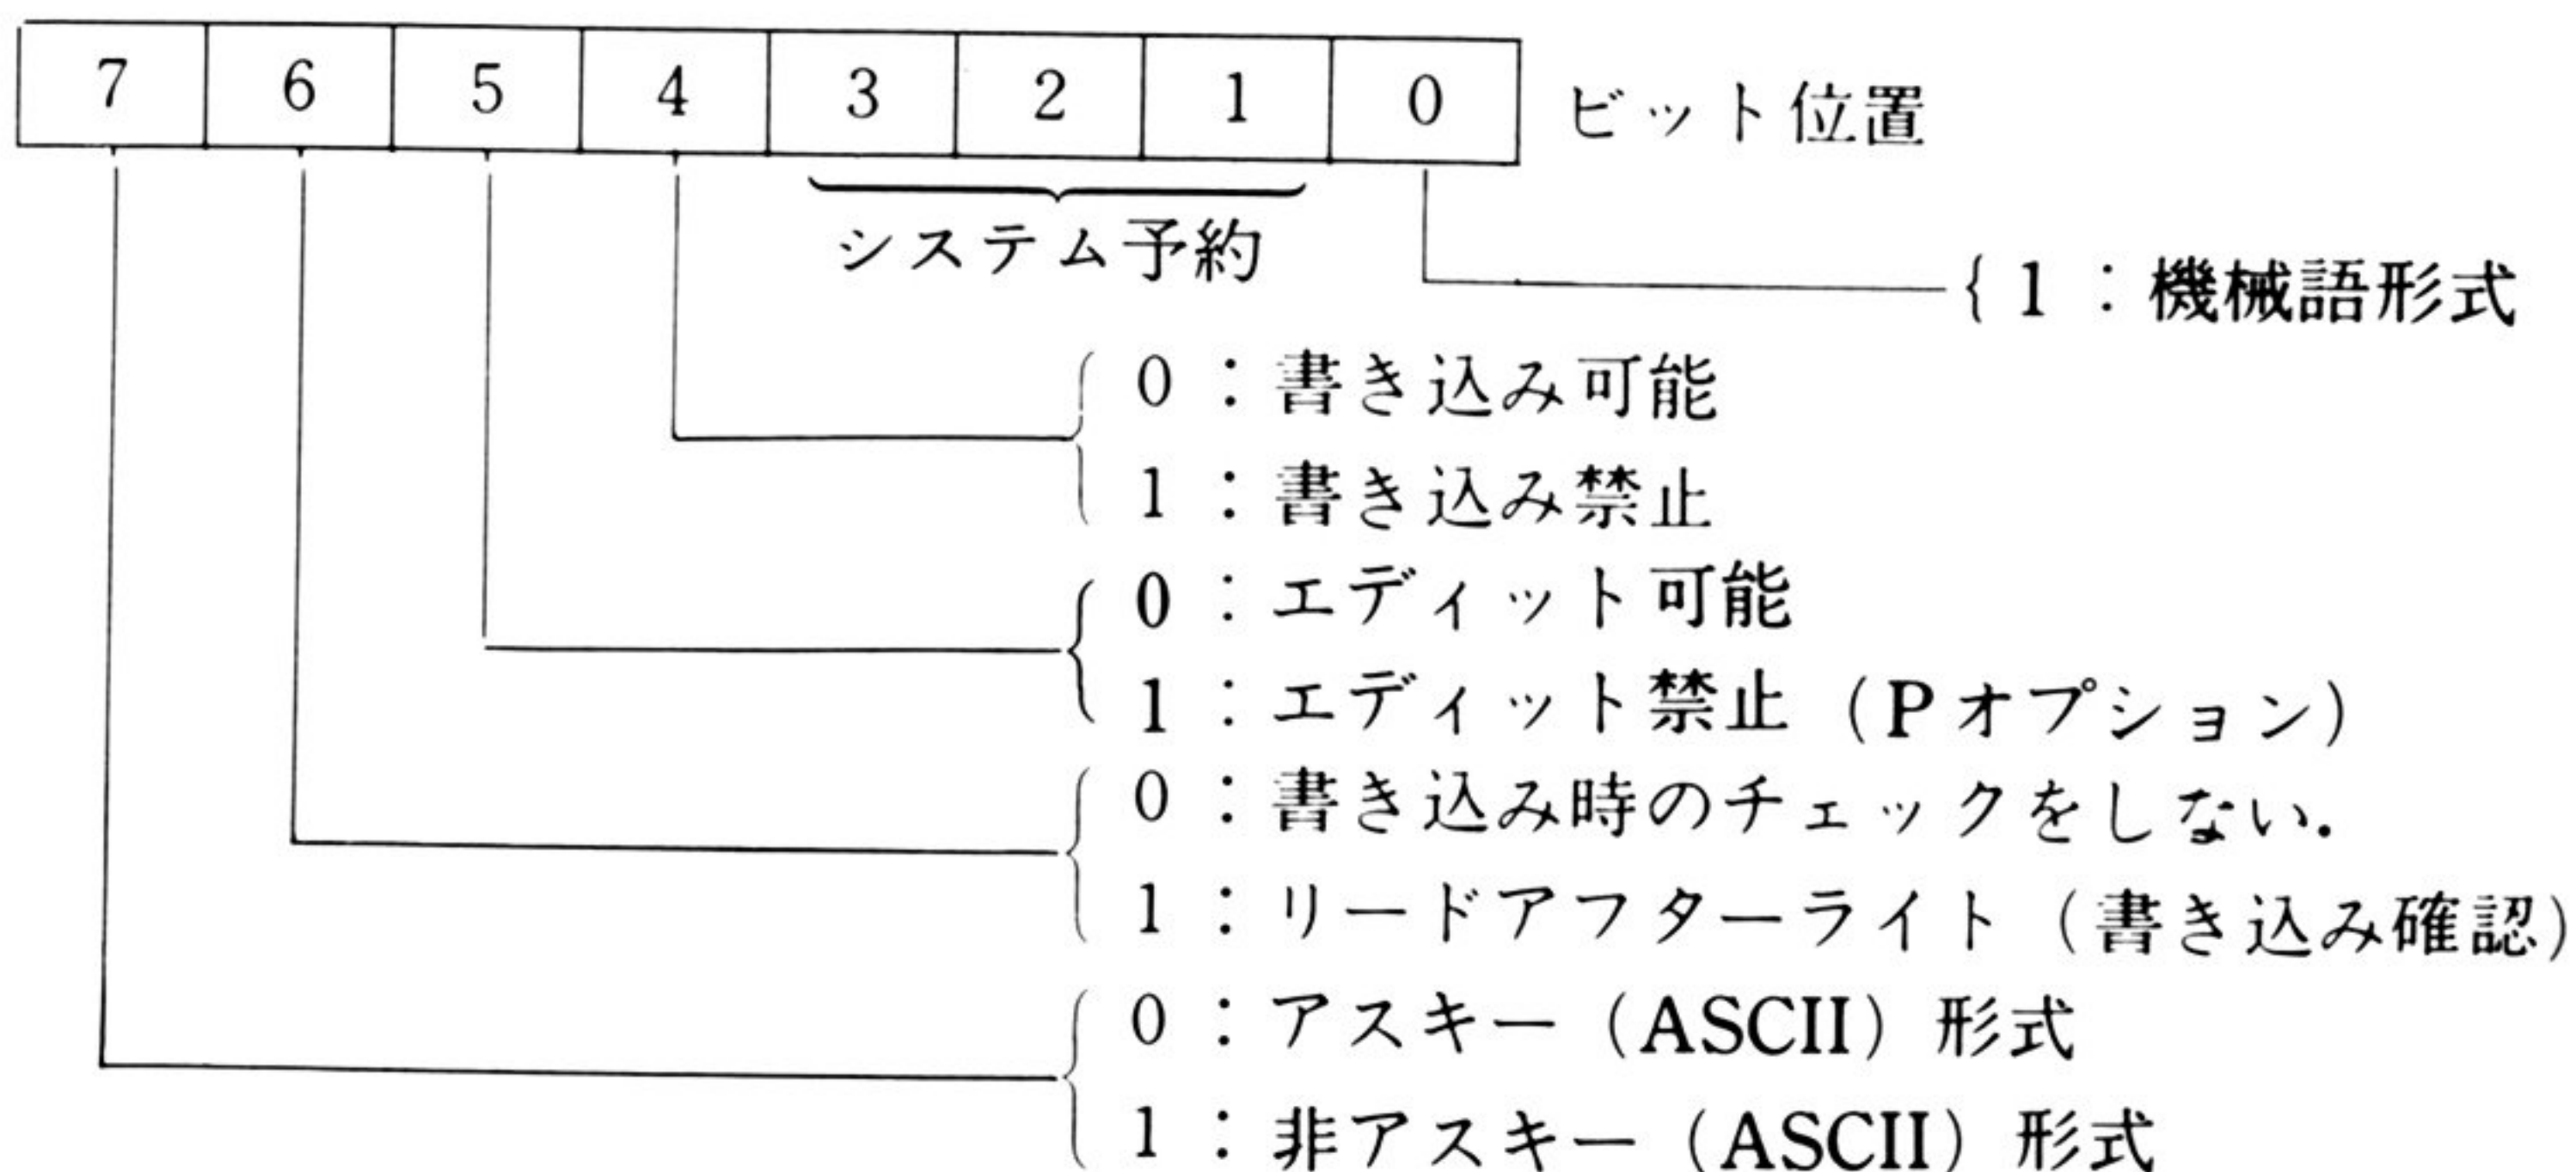 7 6 5 4 3 2 1 0 ビット位置
システム予約
{ 1 : 機械語形式
0 : 書き込み可能
1 : 書き込み禁止
0 : エディット可能
1 : エディット禁止 (P オプション)
0 : 書き込み時のチェックをしない.
1 : リードアフターライト (書き込み確認)
0 : アスキー (ASCII) 形式
1 : 非アスキー (ASCII) 形式